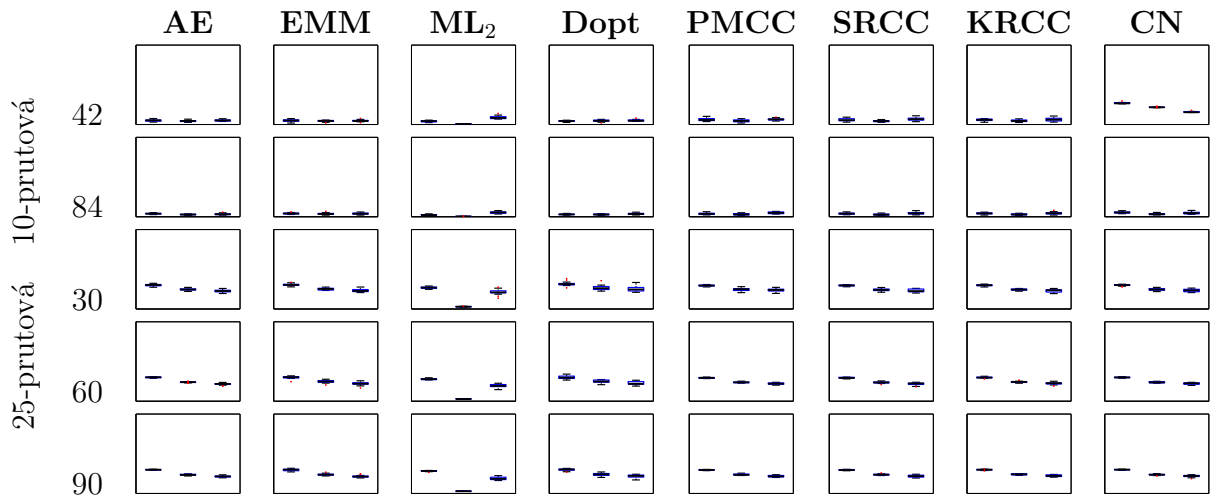 AE EMM ML₂ Dopt PMCC SRCC KRCC CN
10-prutová
42
84
25-prutová
30
60
90